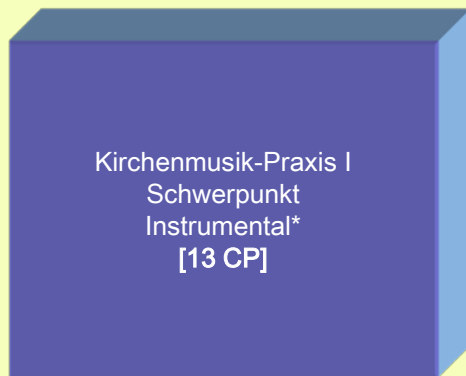 Kirchenmusik-Praxis I
Schwerpunkt
Instrumental*
[13 CP]